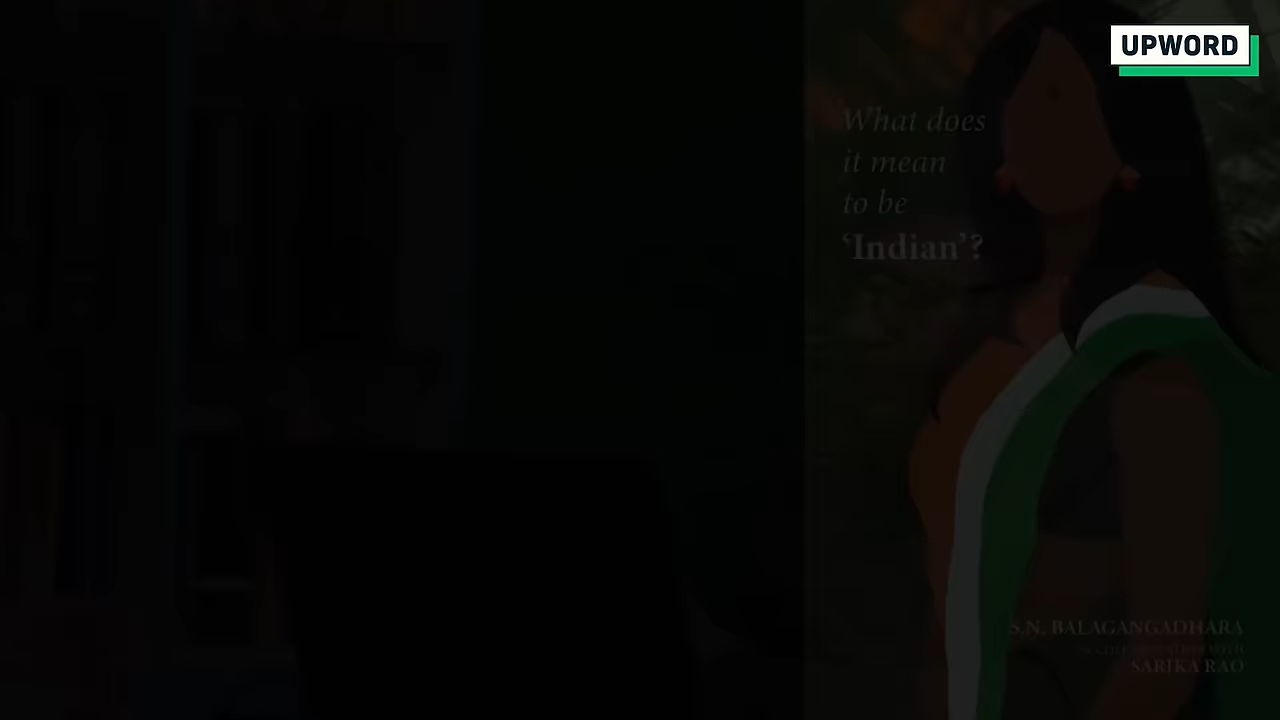 UPWORD
What does
it mean
to be
‘Indian’?
S.N. BALAGANGADHARA
SARIKA RAO